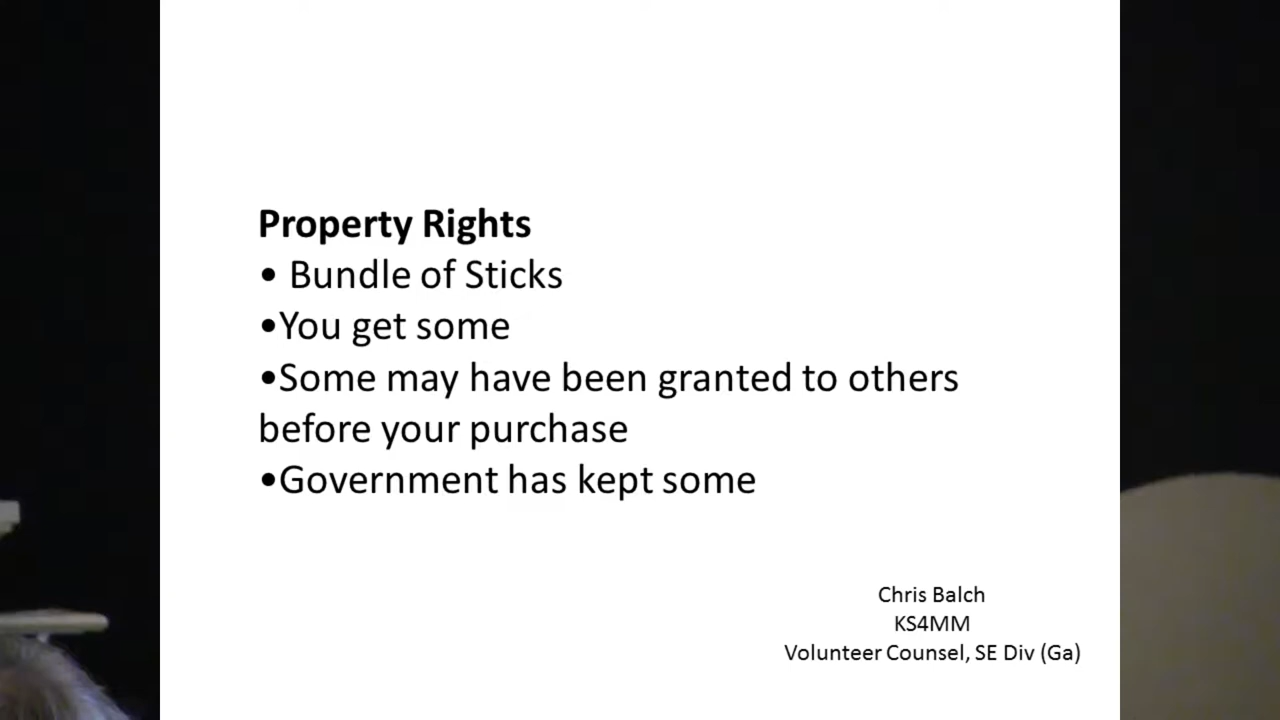 Property Rights
• Bundle of Sticks
•You get some
•Some may have been granted to others
before your purchase
•Government has kept some
Chris Balch
KS4MM
Volunteer Counsel, SE Div (Ga)